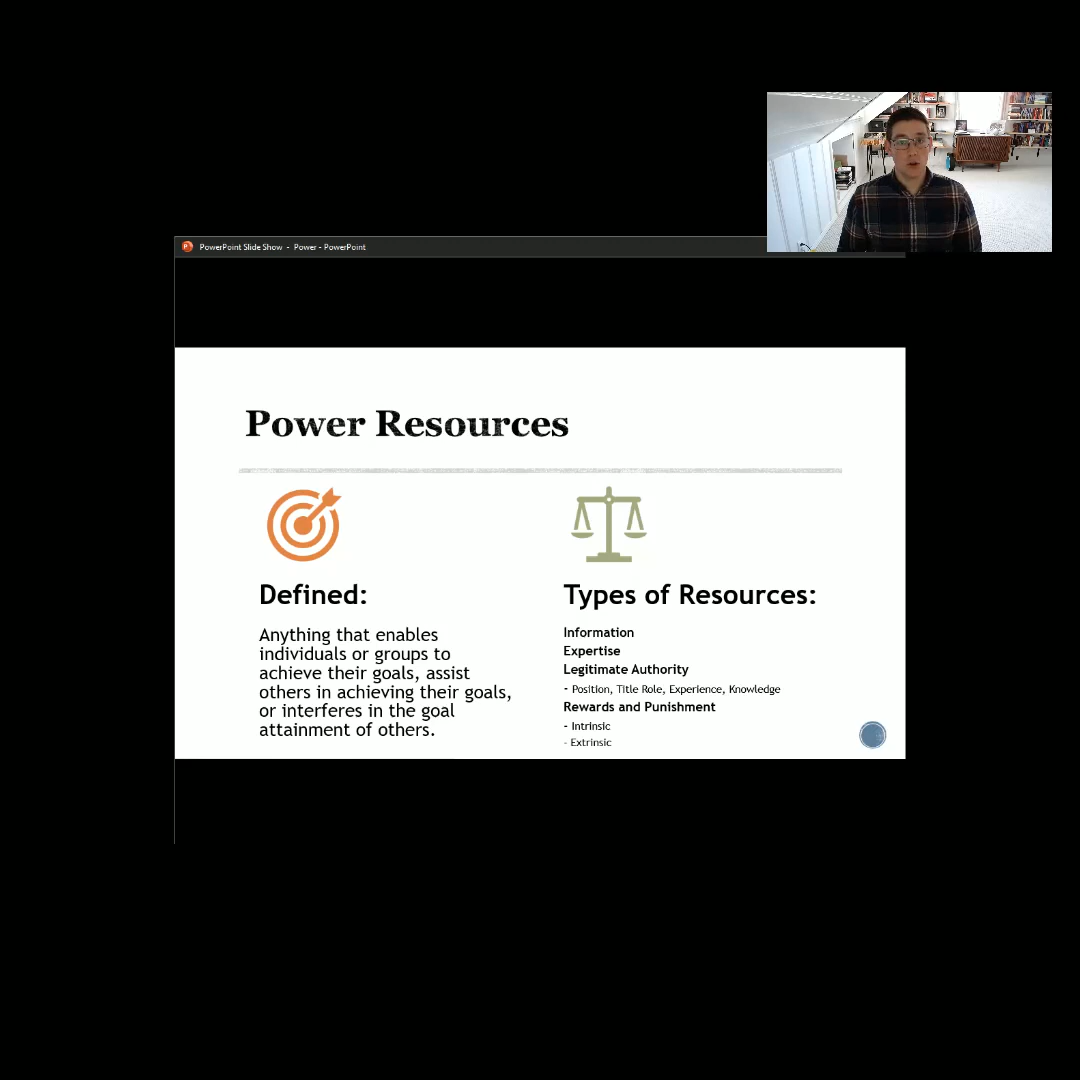 PowerPoint Slide Show - Power - PowerPoint
Power Resources
Defined:
Anything that enables
individuals or groups to
achieve their goals, assist
others in achieving their goals,
or interferes in the goal
attainment of others.
Types of Resources:
Information
Expertise
Legitimate Authority
- Position, Title Role, Experience, Knowledge
Rewards and Punishment
- Intrinsic
- Extrinsic